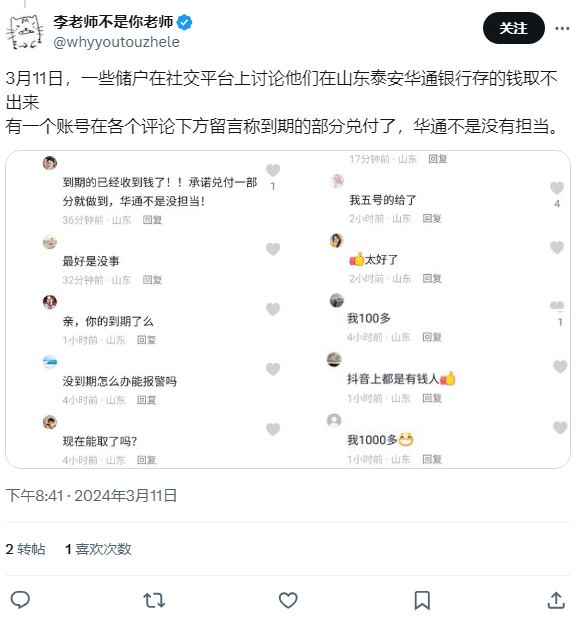 李老师不是你老师
@whyyoutouzhele
关注
3月11日，一些储户在社交平台上讨论他们在山东泰安华通银行存的钱取不
出来
有一个账号在各个评论下方留言称到期的部分兑付了，华通不是没有担当。
到期的已经收到钱了！！承诺兑付一部
分就做到，华通不是没担当！
1
36分钟前 · 山东 回复
最好是没事
32分钟前 · 山东 回复
亲，你的到期了么
1小时前 · 山东 回复
没到期怎么办能报警吗
4小时前 · 山东 回复
现在能取了吗？
4小时前 · 山东 回复
17分钟前 · 山东 回复
我五号的给了
4
2小时前 · 山东 回复
👍太好了
2小时前 · 山东 回复
我100多
1
4小时前 · 山东 回复
抖音上都是有钱人👍
1小时前 · 山东 回复
我1000多😁
1小时前 · 山东 回复
下午8:41 · 2024年3月11日
2 转帖 1 喜欢次数